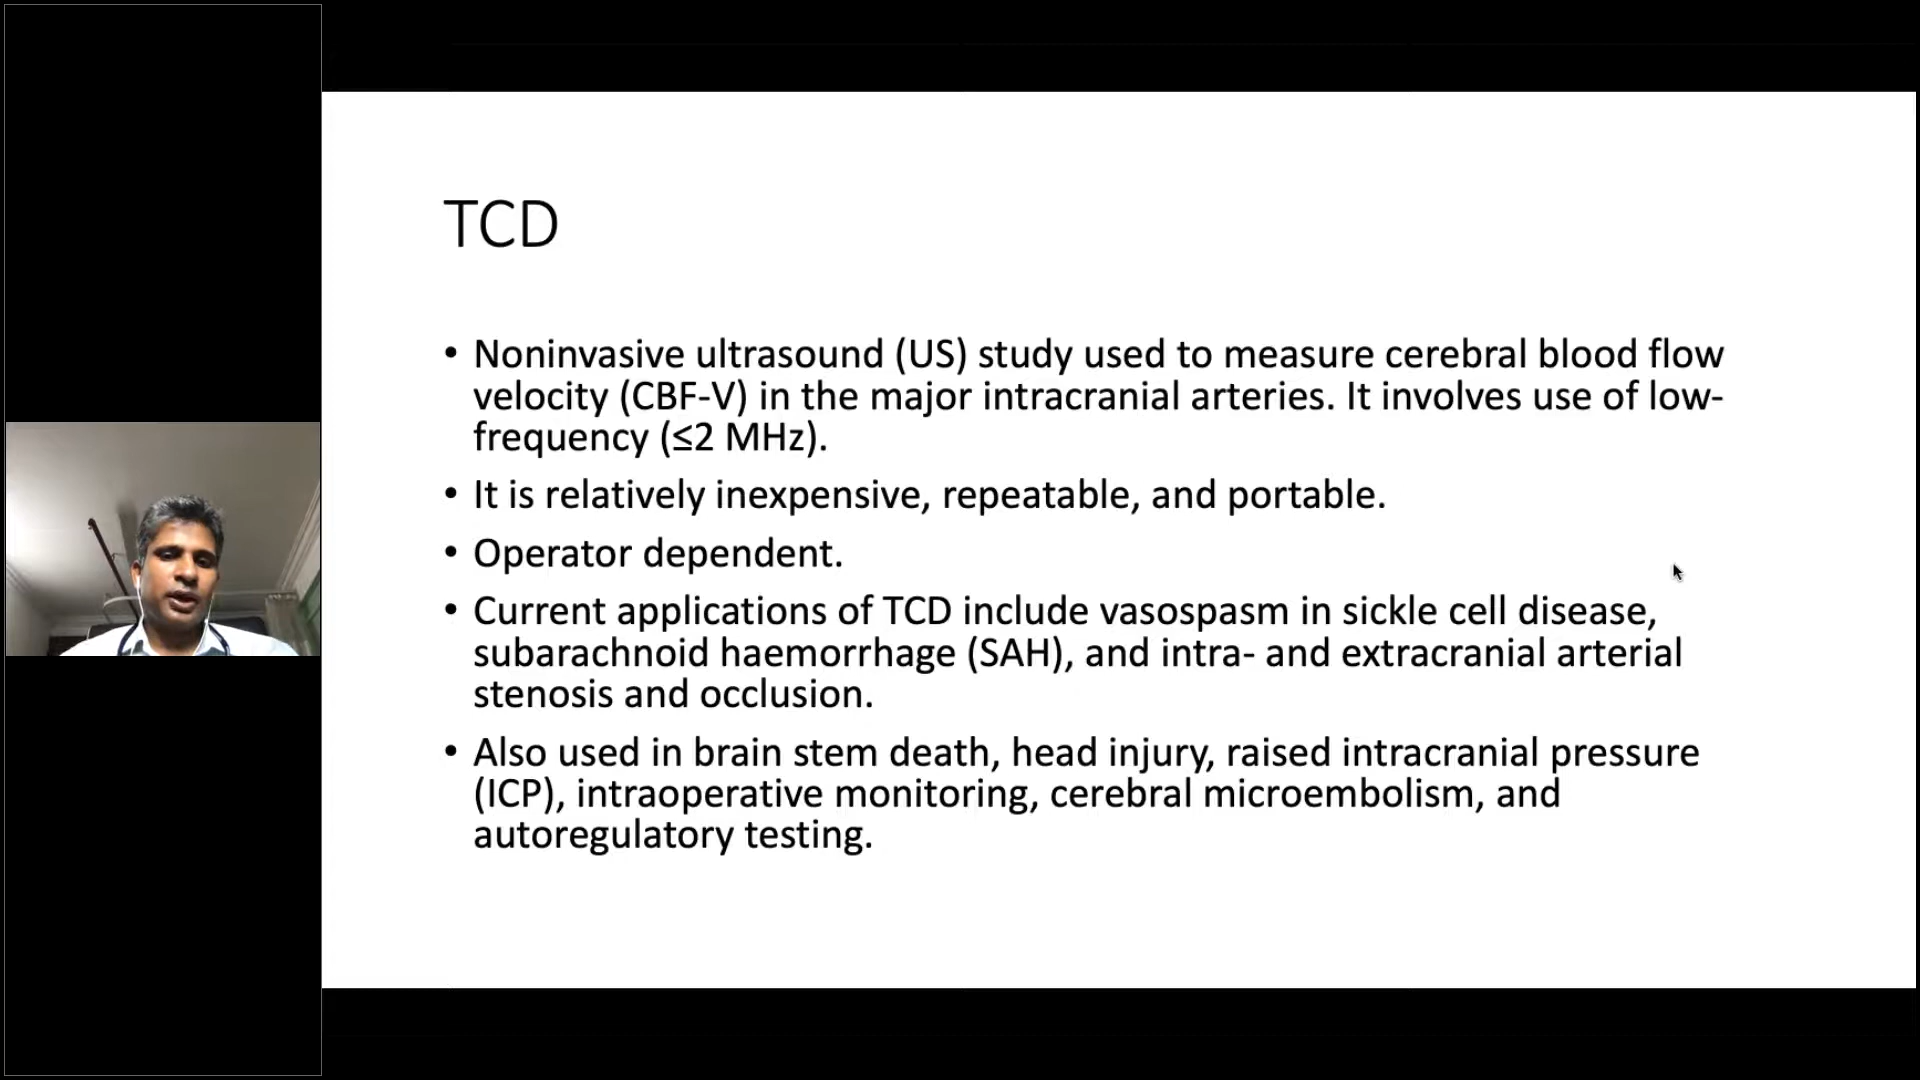 TCD
• Noninvasive ultrasound (US) study used to measure cerebral blood flow
velocity (CBF-V) in the major intracranial arteries. It involves use of low-
frequency (≤2 MHz).
• It is relatively inexpensive, repeatable, and portable.
• Operator dependent.
• Current applications of TCD include vasospasm in sickle cell disease,
subarachnoid haemorrhage (SAH), and intra- and extracranial arterial
stenosis and occlusion.
• Also used in brain stem death, head injury, raised intracranial pressure
(ICP), intraoperative monitoring, cerebral microembolism, and
autoregulatory testing.